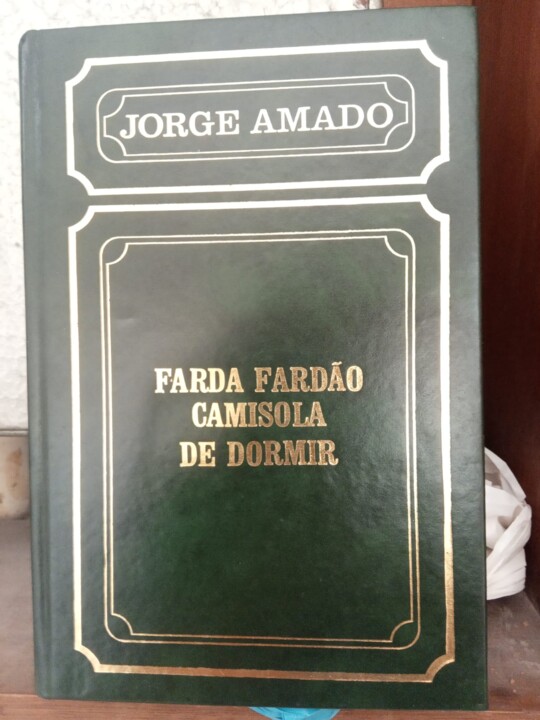 JORGE AMADO
FARDA FARDÃO
CAMISOLA
DE DORMIR